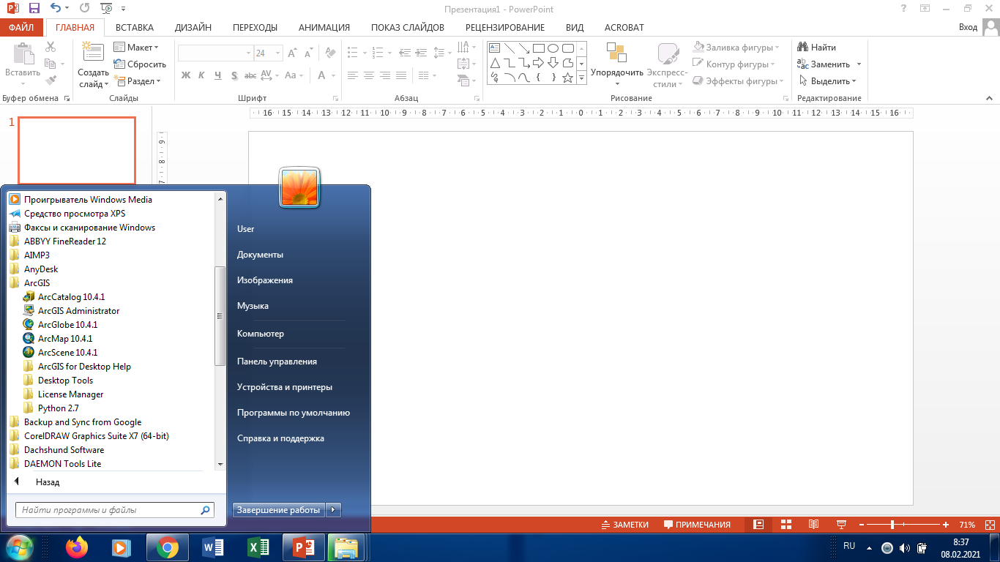 Презентация1 - PowerPoint
?
ФАЙЛ ГЛАВНАЯ ВСТАВКА ДИЗАЙН ПЕРЕХОДЫ АНИМАЦИЯ ПОКАЗ СЛАЙДОВ РЕЦЕНЗИРОВАНИЕ ВИД ACROBAT Вход
Вставить
Буфер обмена
Создать слайд
Макет
Сбросить
Раздел
Слайды
24
Ж К Ч S abc AV Aa A
Шрифт
Абзац
Упорядочить
Экспресс-стили
Заливка фигуры
Контур фигуры
Эффекты фигуры
Рисование
Найти
Заменить
Выделить
Редактирование
16 15 14 13 12 11 10 9 8 7 6 5 4 3 2 1 0 1 2 3 4 5 6 7 8 9 10 11 12 13 14 15 16
1
9
8
7
Проигрыватель Windows Media
Средство просмотра XPS
Факсы и сканирование Windows
ABBYY FineReader 12
AIMP3
AnyDesk
ArcGIS
ArcCatalog 10.4.1
ArcGIS Administrator
ArcGlobe 10.4.1
ArcMap 10.4.1
ArcScene 10.4.1
ArcGIS for Desktop Help
Desktop Tools
License Manager
Python 2.7
Backup and Sync from Google
CorelDRAW Graphics Suite X7 (64-bit)
Dachshund Software
DAEMON Tools Lite
Назад
Найти программы и файлы
User
Документы
Изображения
Музыка
Компьютер
Панель управления
Устройства и принтеры
Программы по умолчанию
Справка и поддержка
Завершение работы
ЗАМЕТКИ ПРИМЕЧАНИЯ 71%
RU
8:37
08.02.2021